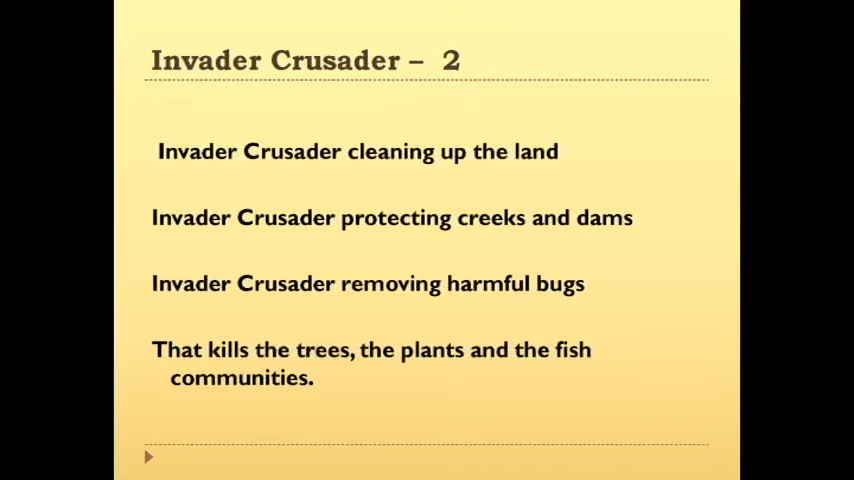 Invader Crusader – 2
Invader Crusader cleaning up the land
Invader Crusader protecting creeks and dams
Invader Crusader removing harmful bugs
That kills the trees, the plants and the fish
communities.